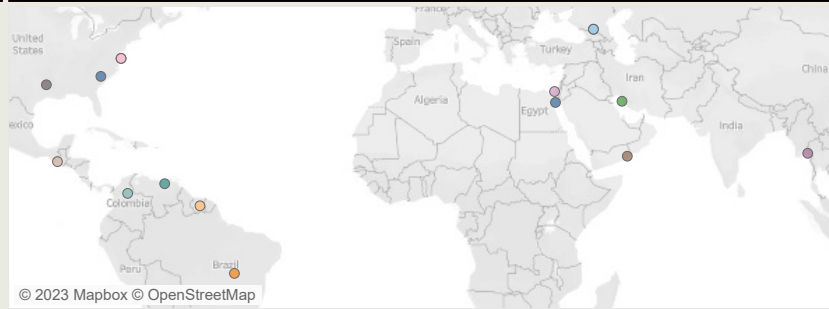 France
United
States
Spain
Turkey
China
Iran
Algeria
Egypt
exico
India
Colombia
Peru
Brazil
© 2023 Mapbox © OpenStreetMap